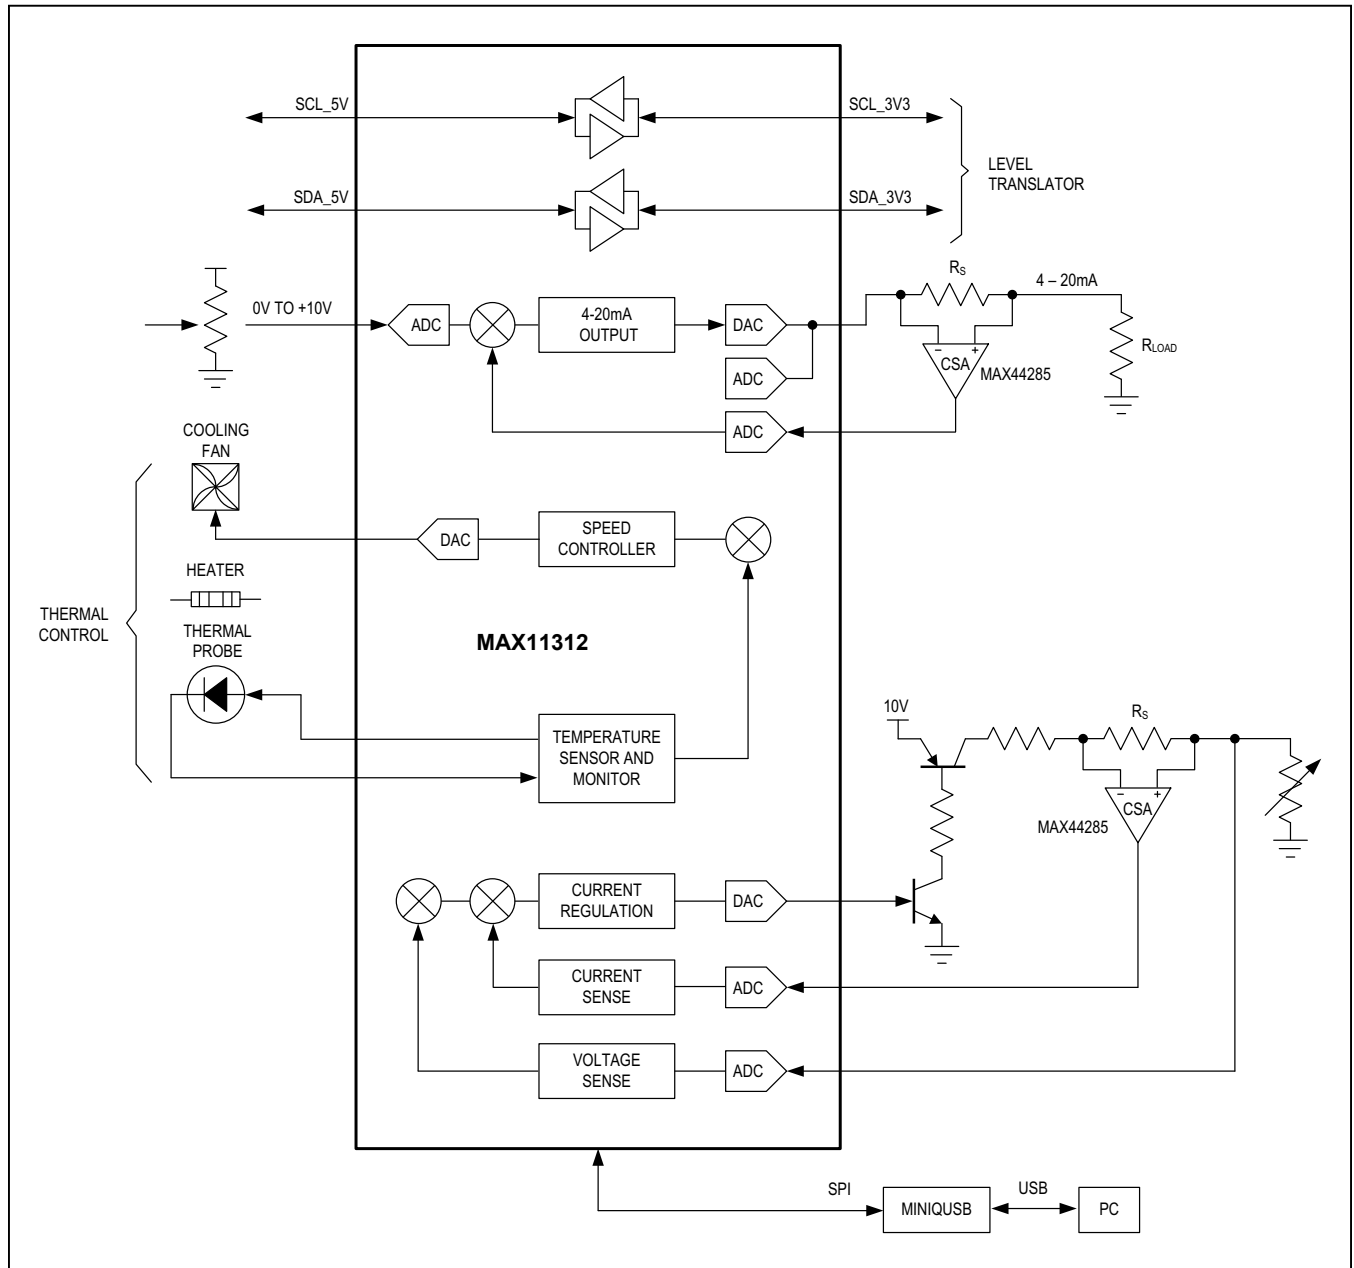 SCL_5V
SCL_3V3
LEVEL
TRANSLATOR
SDA_5V
SDA_3V3
RS
4 – 20mA
0V TO +10V
ADC
4-20mA
OUTPUT
DAC
RLOAD
CSA
MAX44285
ADC
ADC
COOLING
FAN
DAC
SPEED
CONTROLLER
HEATER
THERMAL
CONTROL
THERMAL
PROBE
MAX11312
TEMPERATURE
SENSOR AND
MONITOR
10V
RS
CSA
MAX44285
CURRENT
REGULATION
DAC
CURRENT
SENSE
ADC
VOLTAGE
SENSE
ADC
SPI
MINIQUSB
USB
PC
− +
− +